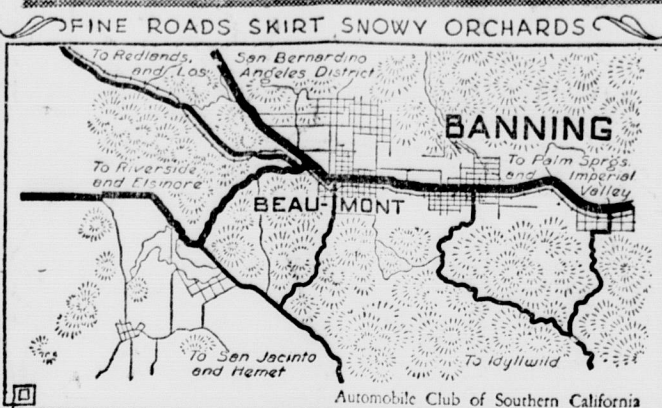 FINE ROADS SKIRT SNOWY ORCHARDS
To Redlands,
and Los
San Bernardino
Angeles District
BANNING
To Riverside
and Elsinore
To Palm Sprgs.
and Imperial
Valley
BEAU-MONT
To San Jacinto
and Hemet
To Idyllwild
Automobile Club of Southern California